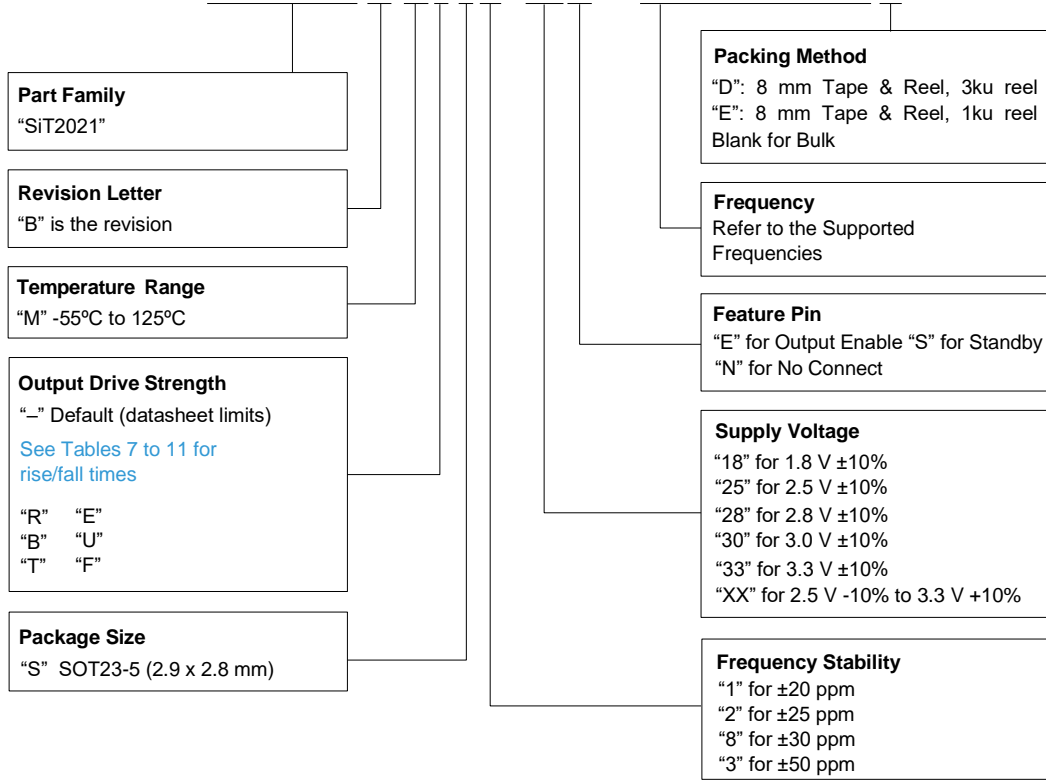 Part Family
“SiT2021”
Revision Letter
“B” is the revision
Temperature Range
“M” -55ºC to 125ºC
Output Drive Strength
“–” Default (datasheet limits)
See Tables 7 to 11 for
rise/fall times
“R” “E”
“B” “U”
“T” “F”
Package Size
“S” SOT23-5 (2.9 x 2.8 mm)
Packing Method
“D”: 8 mm Tape & Reel, 3ku reel
“E”: 8 mm Tape & Reel, 1ku reel
Blank for Bulk
Frequency
Refer to the Supported
Frequencies
Feature Pin
“E” for Output Enable “S” for Standby
“N” for No Connect
Supply Voltage
“18” for 1.8 V ±10%
“25” for 2.5 V ±10%
“28” for 2.8 V ±10%
“30” for 3.0 V ±10%
“33” for 3.3 V ±10%
“XX” for 2.5 V -10% to 3.3 V +10%
Frequency Stability
“1” for ±20 ppm
“2” for ±25 ppm
“8” for ±30 ppm
“3” for ±50 ppm